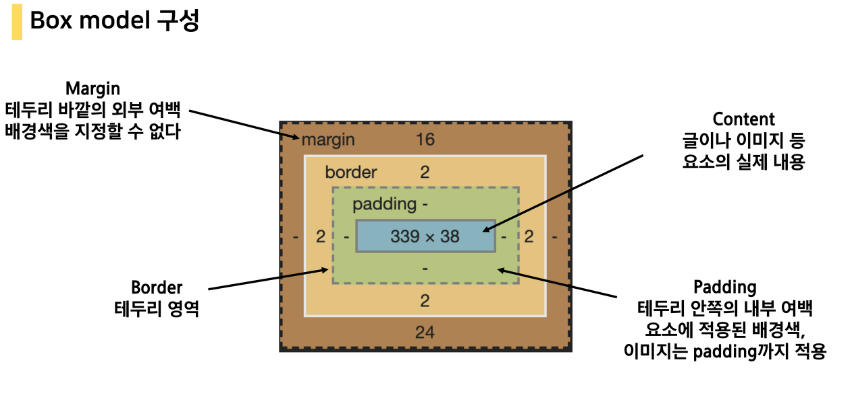 Box model 구성
Margin
테두리 바깥의 외부 여백
배경색을 지정할 수 없다
Content
글이나 이미지 등
요소의 실제 내용
margin 16
border 2
padding -
- 2 - 339 × 38 - 2 -
-
2
24
Border
테두리 영역
Padding
테두리 안쪽의 내부 여백
요소에 적용된 배경색,
이미지는 padding까지 적용